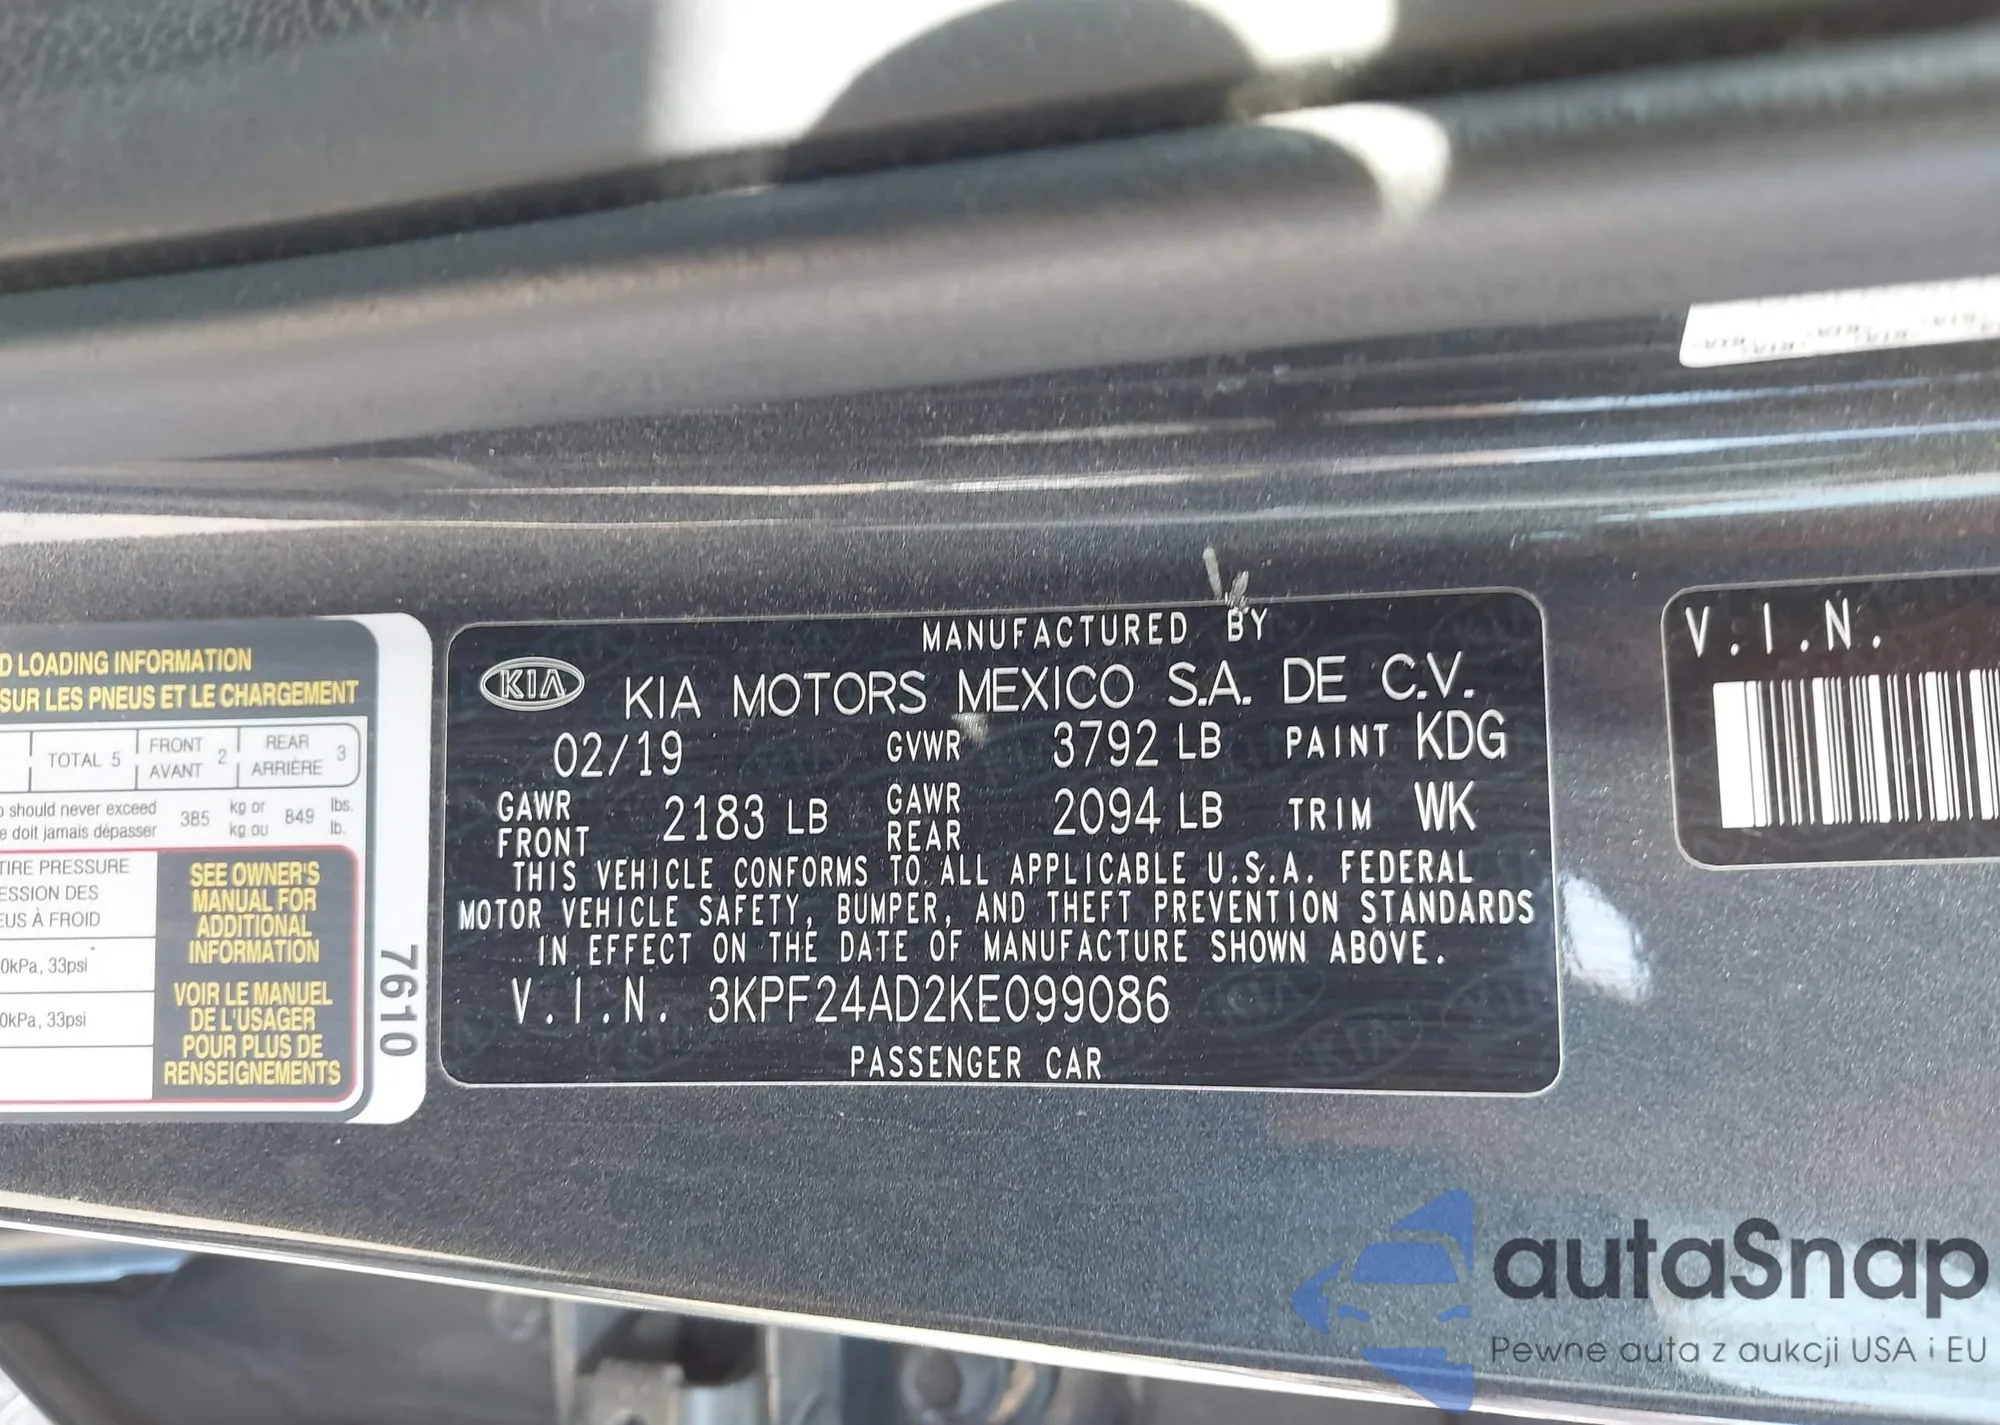 D LOADING INFORMATION
SUR LES PNEUS ET LE CHARGEMENT
TOTAL 5
FRONT
AVANT
2
REAR
ARRIÈRE
3
should never exceed
e doit jamais dépasser
385
kg or
kg ou
849
lbs.
lb.
TIRE PRESSURE
ESSION DES
EUS À FROID
0kPa, 33psi
0kPa, 33psi
SEE OWNER'S
MANUAL FOR
ADDITIONAL
INFORMATION
VOIR LE MANUEL
DE L'USAGER
POUR PLUS DE
RENSEIGNEMENTS
7610
MANUFACTURED BY
KIA KIA MOTORS MEXICO S.A. DE C.V.
02/19 GVWR 3792 LB PAINT KDG
GAWR FRONT 2183 LB GAWR REAR 2094 LB TRIM WK
THIS VEHICLE CONFORMS TO ALL APPLICABLE U.S.A. FEDERAL
MOTOR VEHICLE SAFETY, BUMPER, AND THEFT PREVENTION STANDARDS
IN EFFECT ON THE DATE OF MANUFACTURE SHOWN ABOVE.
V.I.N. 3KPF24AD2KE099086
PASSENGER CAR
V.I.N.
autaSnap
Pewne auta z aukcji USA i EU